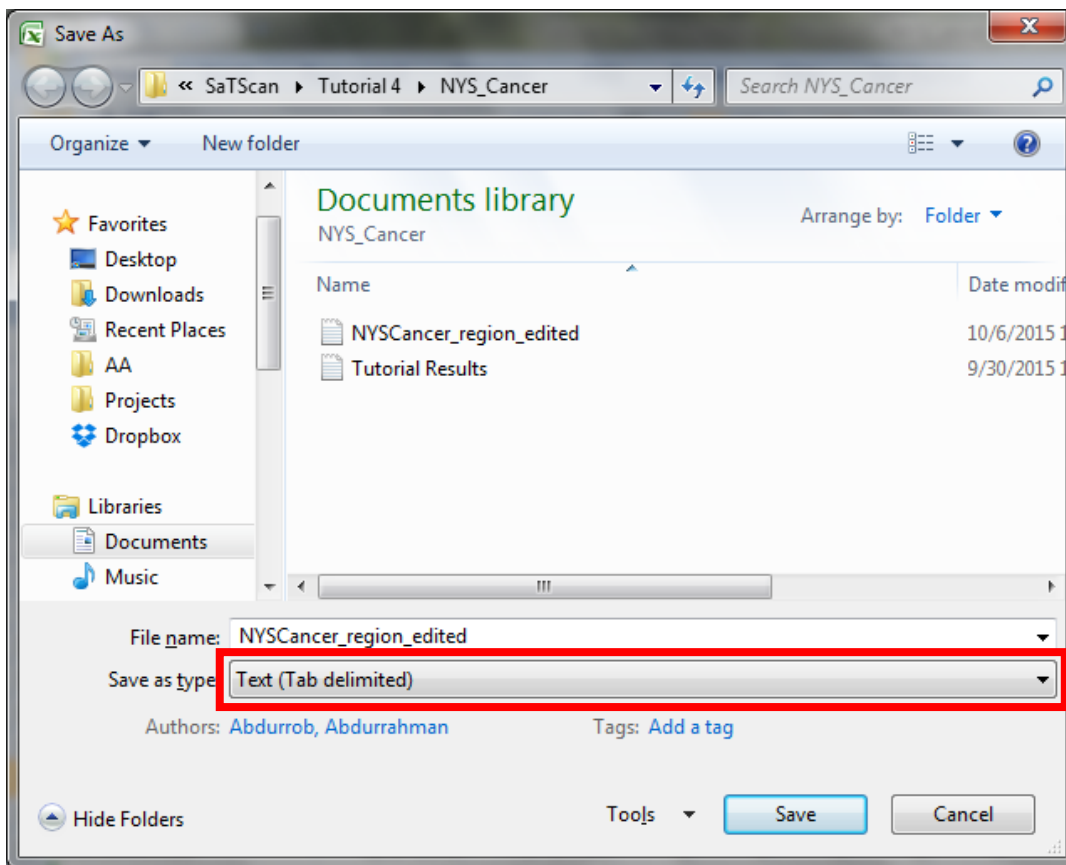 Save As
« SaTScan ▸ Tutorial 4 ▸ NYS_Cancer
Search NYS_Cancer
Organize ▾ New folder
Favorites
Desktop
Downloads
Recent Places
AA
Projects
Dropbox
Libraries
Documents
Music
Documents library
NYS_Cancer
Arrange by: Folder ▾
Name Date modif
NYSCancer_region_edited 10/6/2015 1
Tutorial Results 9/30/2015 1
File name: NYSCancer_region_edited
Save as type Text (Tab delimited)
Authors: Abdurrob, Abdurrahman Tags: Add a tag
Hide Folders Tools ▾ Save Cancel